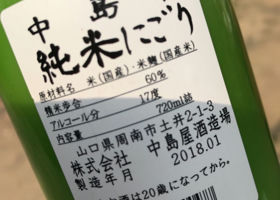 中島
純米にごり
原材料名 米(国産)・米麹(国産)
精米歩合 60%
アルコール分 17度
内容量 720ml詰
山口県周南市土井2-1-3
株式会社 中島屋酒造場
製造年月 2018.01
酒は20歳になってから。